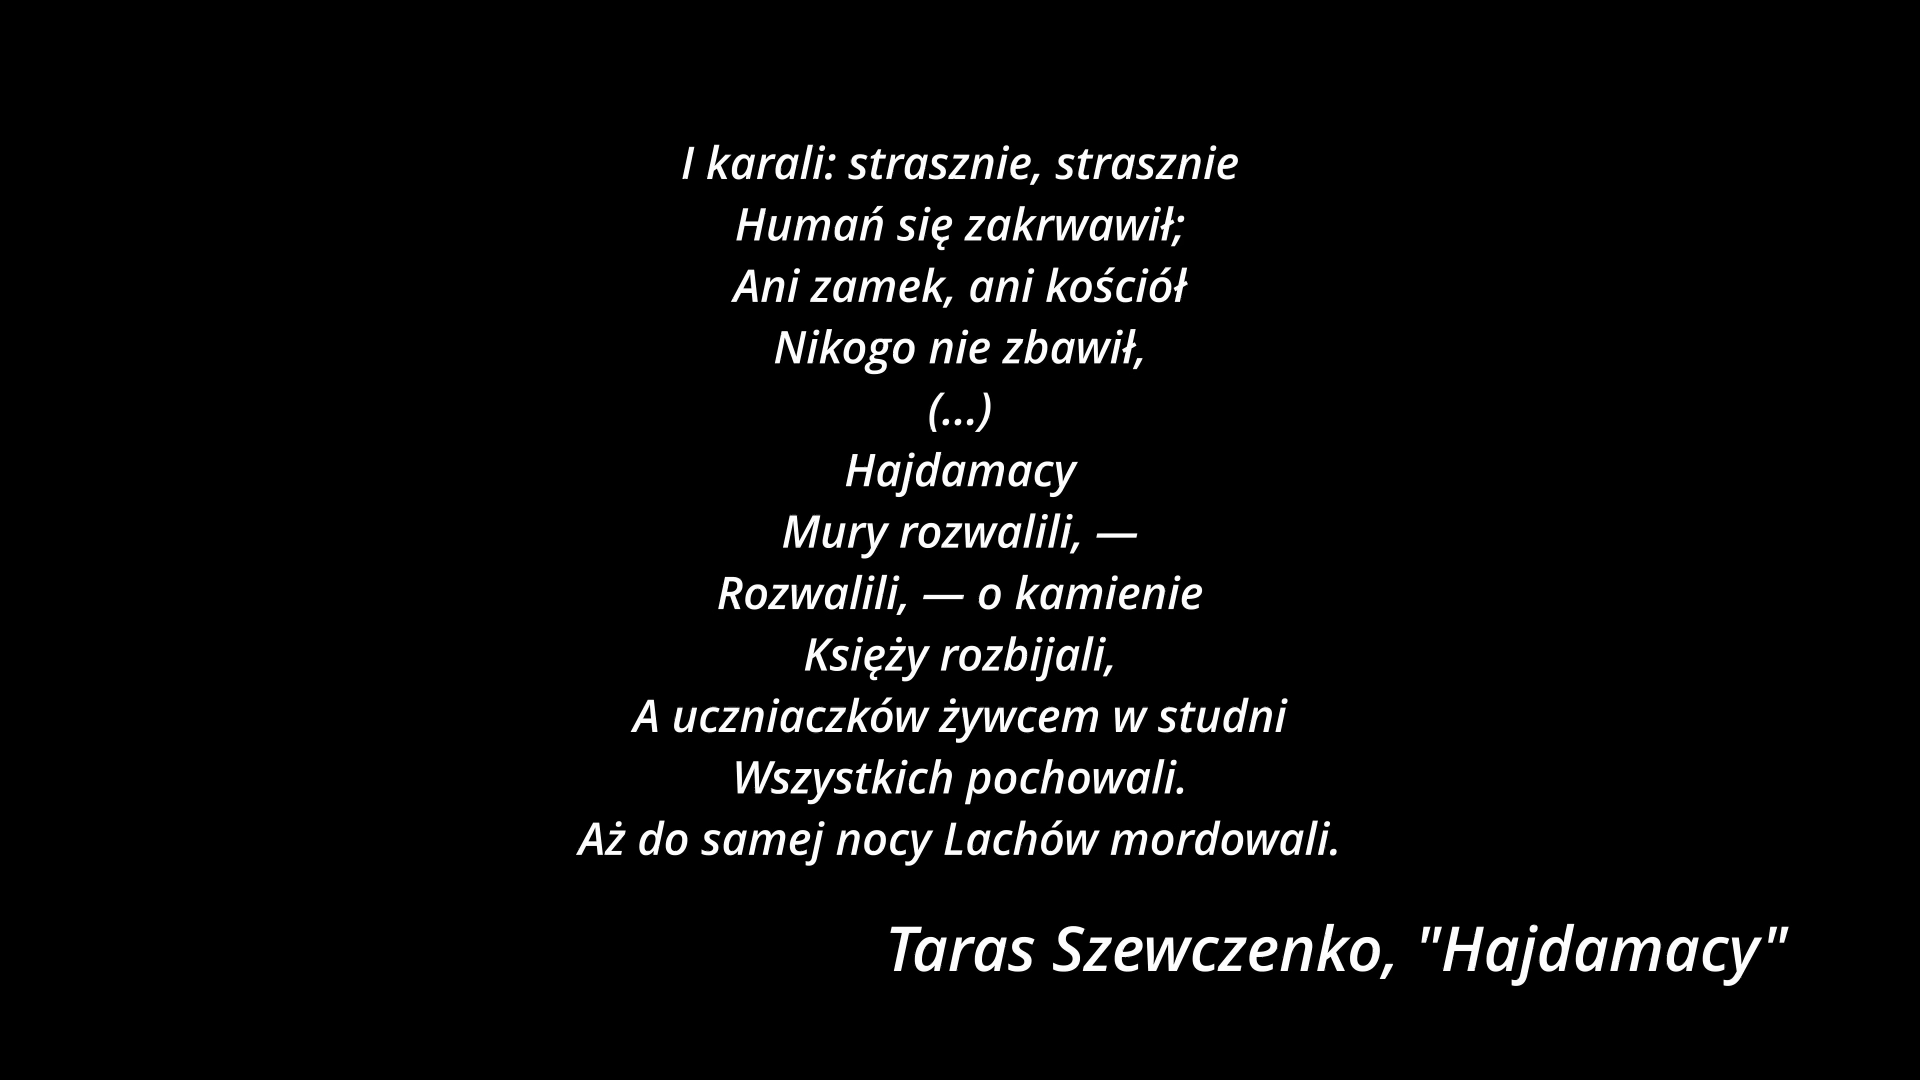 I karali: strasznie, strasznie
Humań się zakrwawił;
Ani zamek, ani kościół
Nikogo nie zbawił,
(...)
Hajdamacy
Mury rozwalili, —
Rozwalili, — o kamienie
Księży rozbijali,
A uczniaczków żywcem w studni
Wszystkich pochowali.
Aż do samej nocy Lachów mordowali.
Taras Szewczenko, "Hajdamacy"